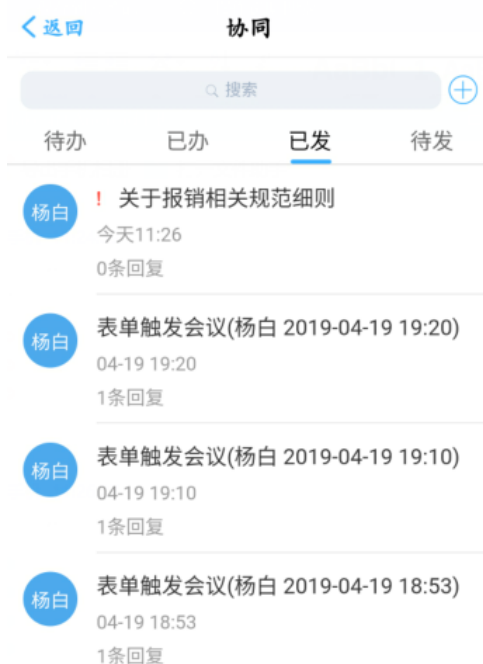 返回 协同
搜索
待办 已办 已发 待发
杨白 ! 关于报销相关规范细则
今天11:26
0条回复
杨白 表单触发会议(杨白 2019-04-19 19:20)
04-19 19:20
1条回复
杨白 表单触发会议(杨白 2019-04-19 19:10)
04-19 19:10
1条回复
杨白 表单触发会议(杨白 2019-04-19 18:53)
04-19 18:53
1条回复